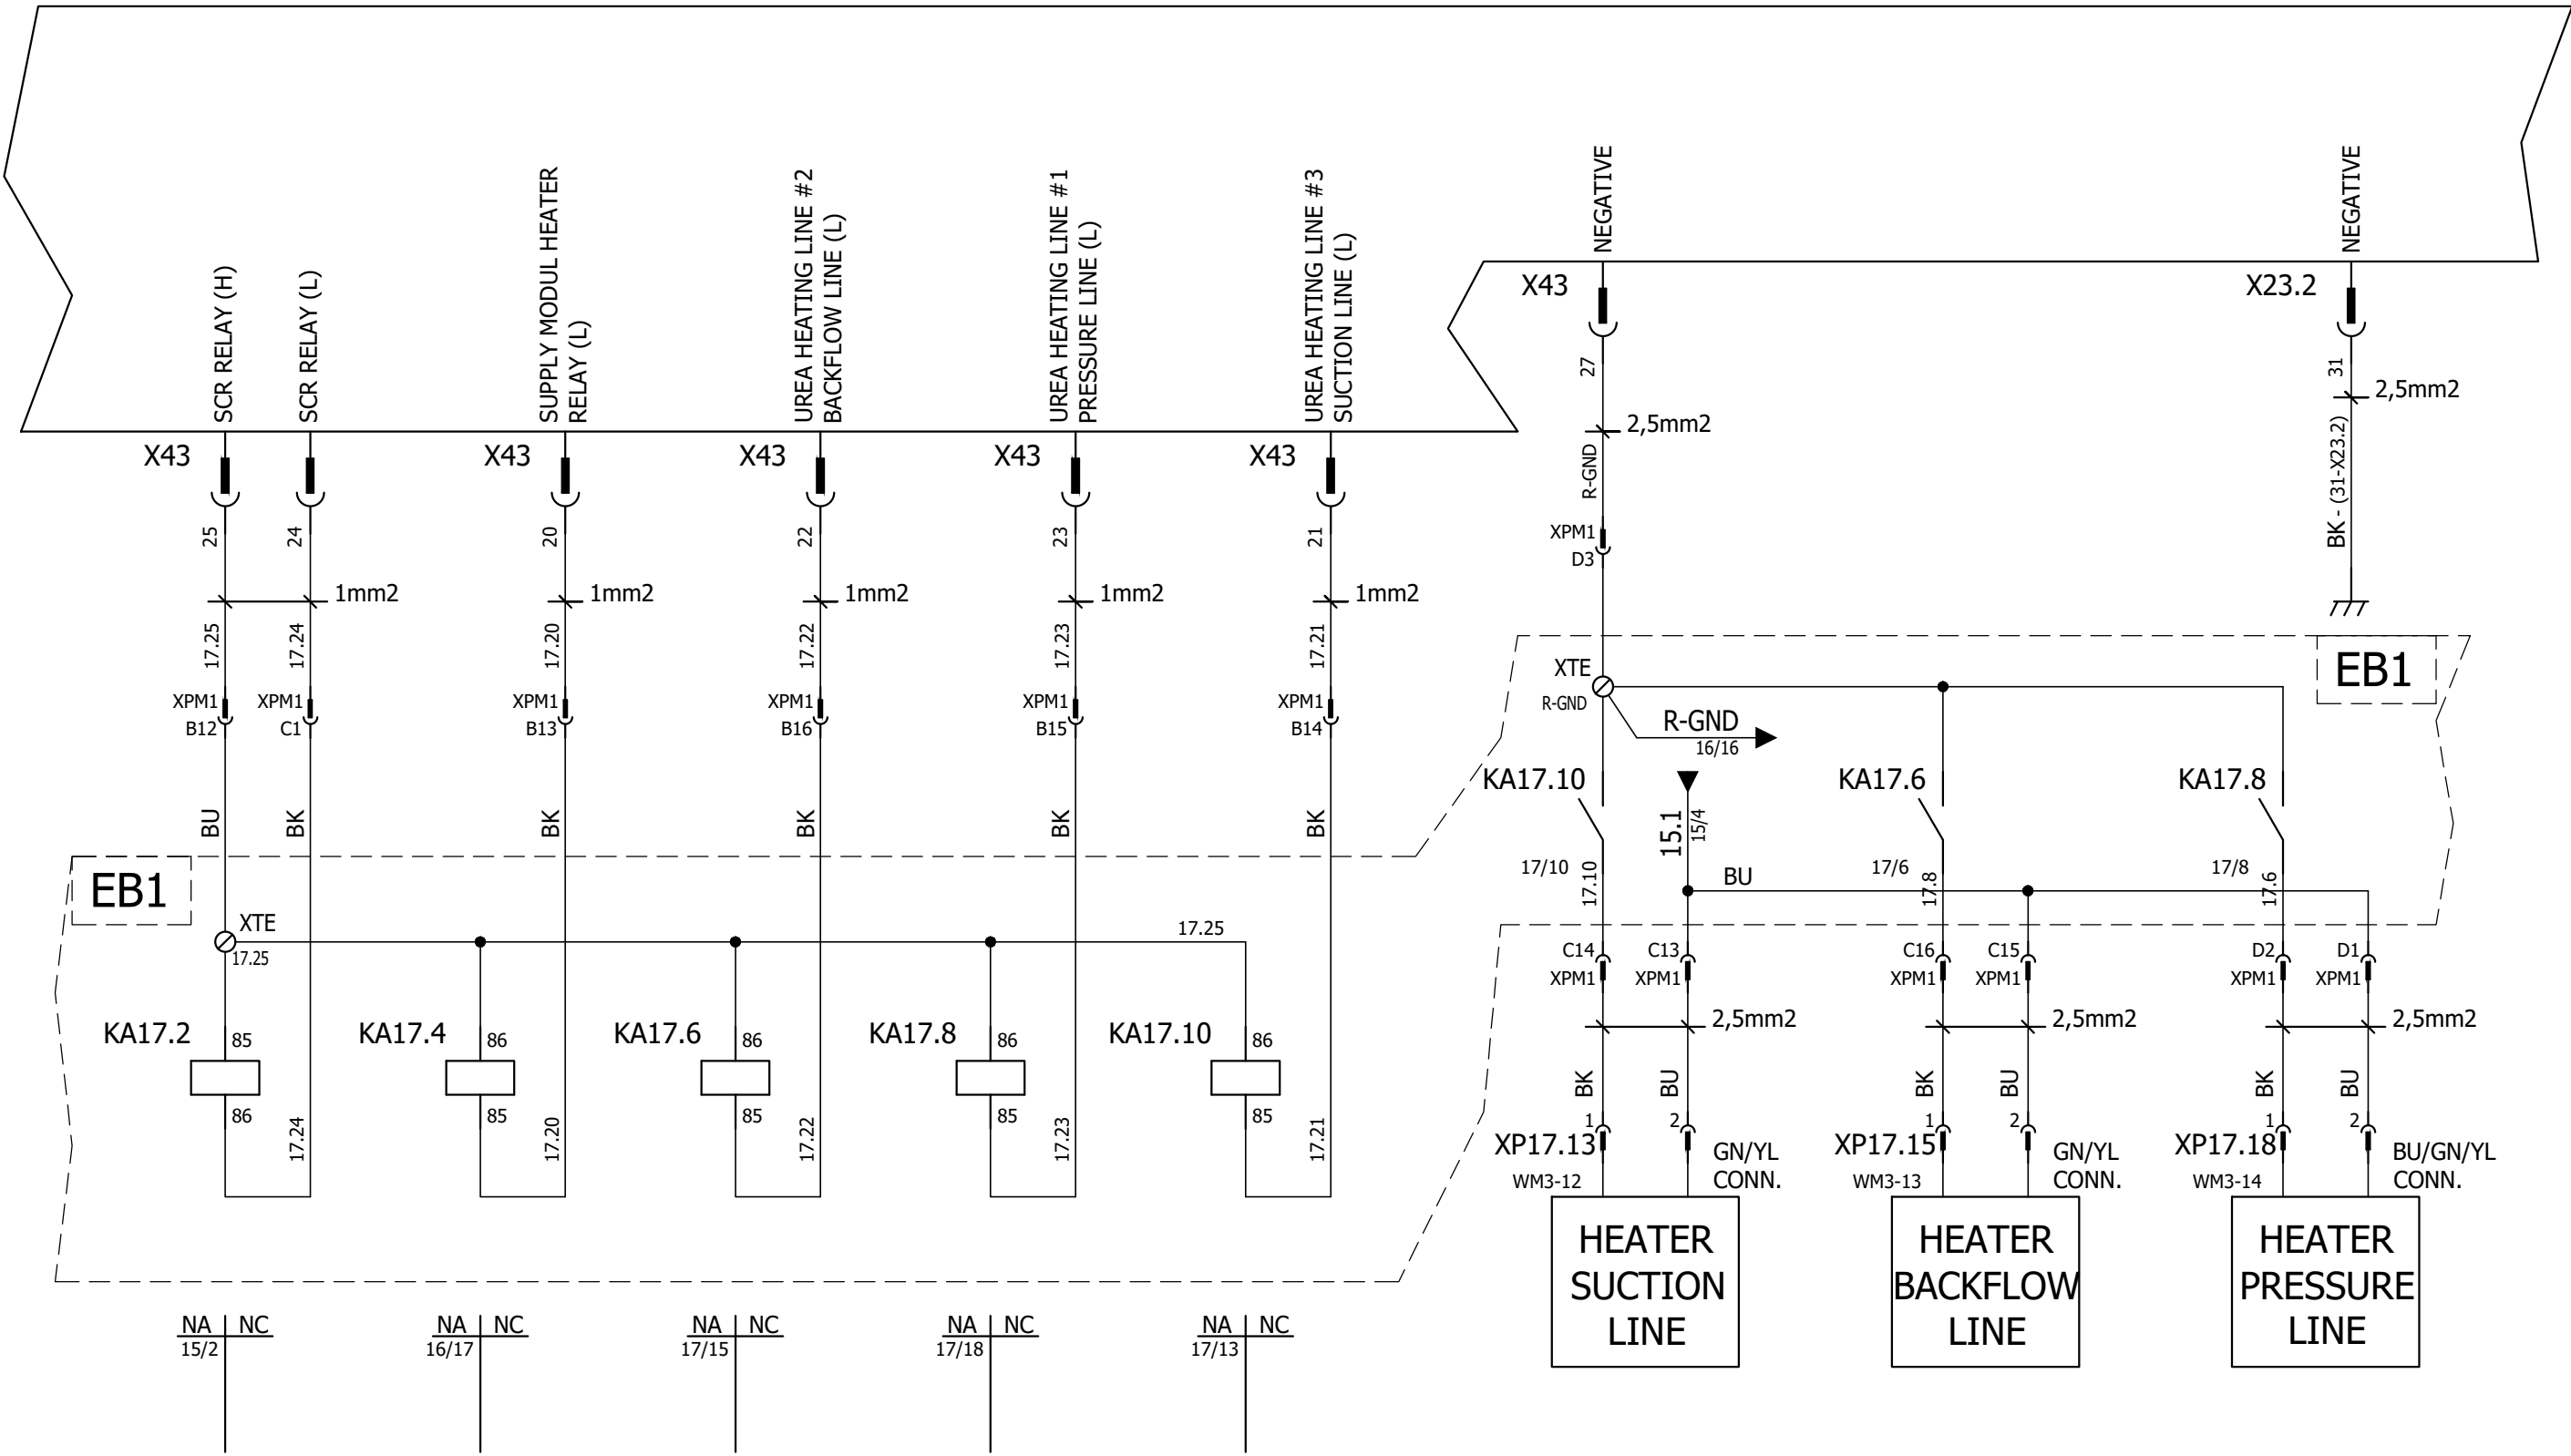 SCR RELAY (H)
SCR RELAY (L)
SUPPLY MODUL HEATER
RELAY (L)
UREA HEATING LINE #2
BACKFLOW LINE (L)
UREA HEATING LINE #1
PRESSURE LINE (L)
UREA HEATING LINE #3
SUCTION LINE (L)
NEGATIVE
NEGATIVE
X43
X23.2
27
31
2,5mm2
2,5mm2
R-GND
BK - (31-X23.2)
XPM1
D3
X43
X43
X43
X43
X43
25
24
20
22
23
21
1mm2
1mm2
1mm2
1mm2
1mm2
17.25
17.24
17.20
17.22
17.23
17.21
XPM1
B12
XPM1
C1
XPM1
B13
XPM1
B16
XPM1
B15
XPM1
B14
BU
BK
BK
BK
BK
BK
EB1
XTE
17.25
17.25
KA17.2
85
86
17.24
KA17.4
86
85
17.20
KA17.6
86
85
17.22
KA17.8
86
85
17.23
KA17.10
86
85
17.21
NA NC
15/2
NA NC
16/17
NA NC
17/15
NA NC
17/18
NA NC
17/13
XTE
R-GND
EB1
R-GND
16/16
KA17.10
17/10
17.10
15.1
15/4
BU
KA17.6
17/6
17.8
KA17.8
17/8
17.6
C14
XPM1
C13
XPM1
C16
XPM1
C15
XPM1
D2
XPM1
D1
XPM1
2,5mm2
2,5mm2
2,5mm2
BK
BU
BK
BU
BK
BU
1
2
XP17.13
WM3-12
GN/YL
CONN.
1
2
XP17.15
WM3-13
GN/YL
CONN.
1
2
XP17.18
WM3-14
BU/GN/YL
CONN.
HEATER
SUCTION
LINE
HEATER
BACKFLOW
LINE
HEATER
PRESSURE
LINE